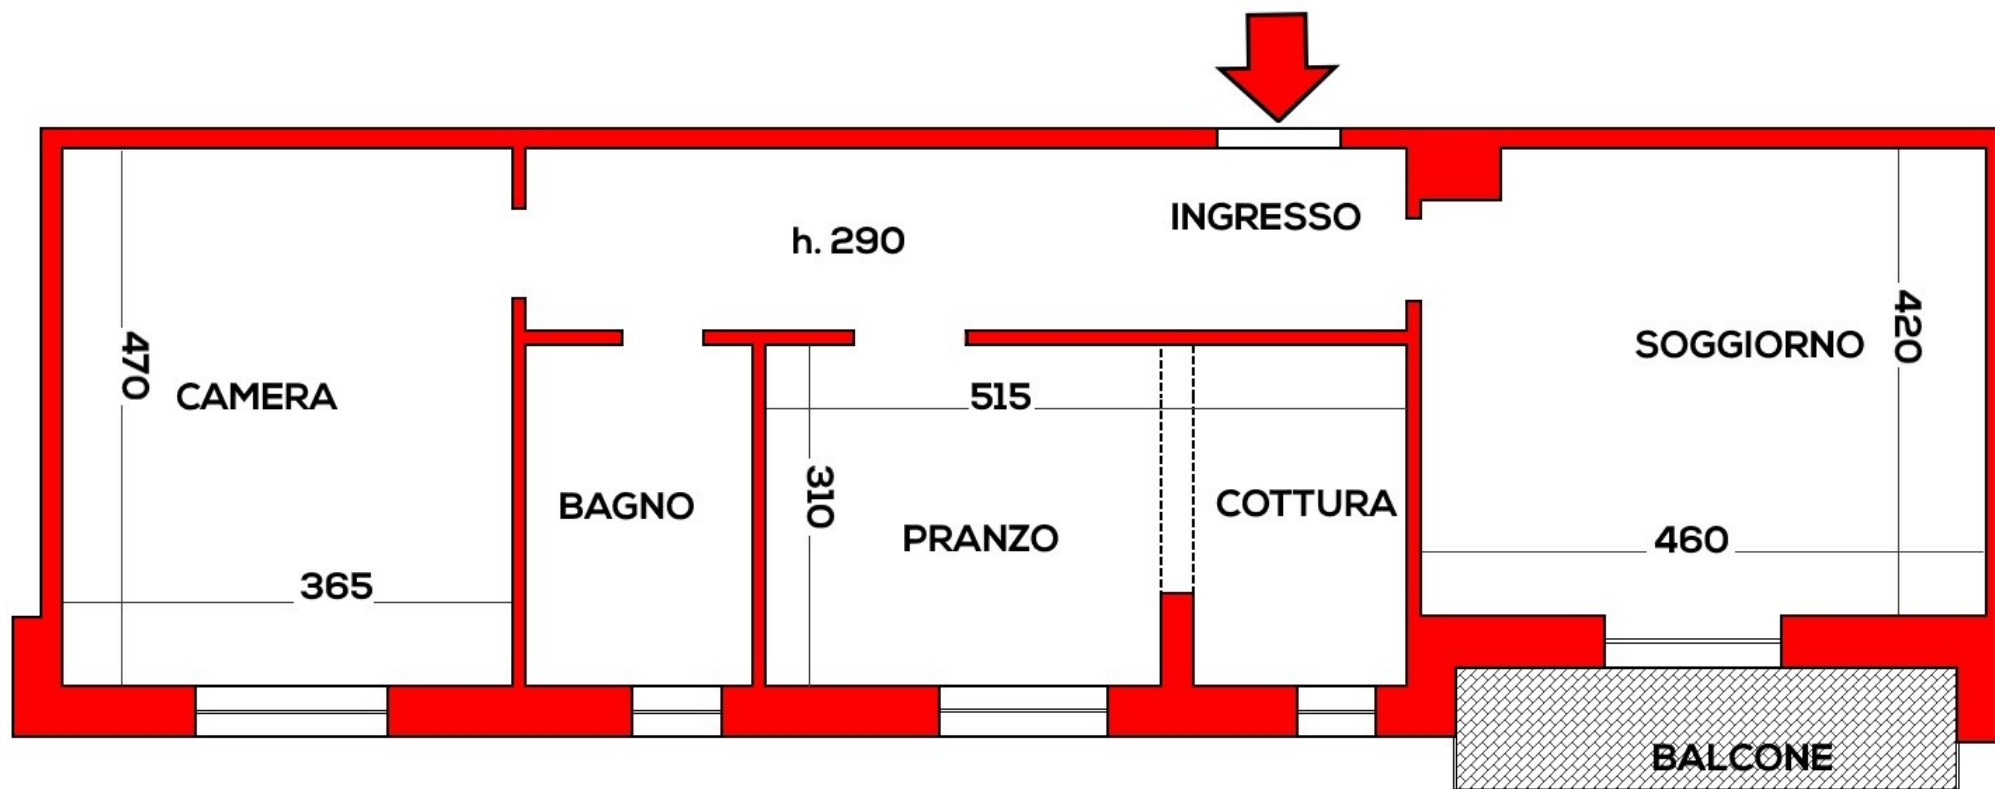 INGRESSO
h. 290
470
CAMERA
SOGGIORNO
420
515
310
BAGNO
PRANZO
COTTURA
460
365
BALCONE